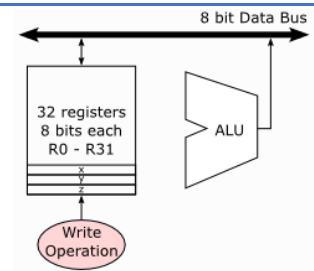 8 bit Data Bus
32 registers
8 bits each
R0 - R31
ALU
x
y
z
Write
Operation